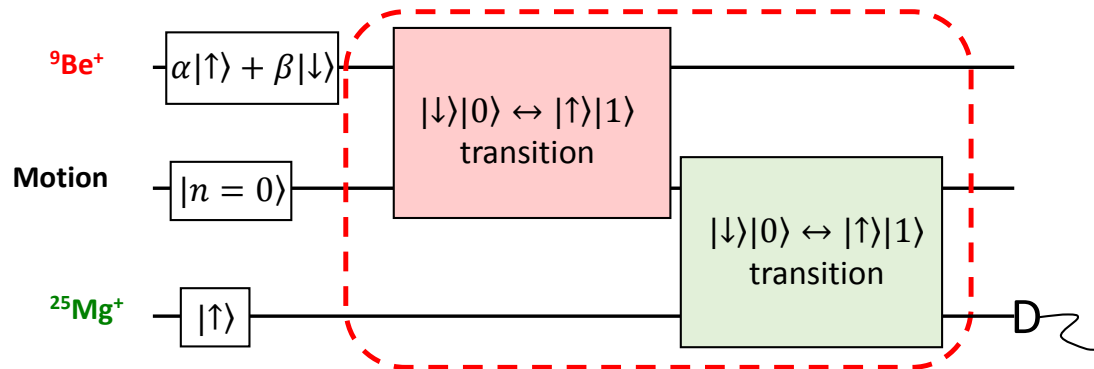 ⁹Be⁺
α|↑⟩ + β|↓⟩
|↓⟩|0⟩ ↔ |↑⟩|1⟩
transition
Motion
|n = 0⟩
|↓⟩|0⟩ ↔ |↑⟩|1⟩
transition
²⁵Mg⁺
|↑⟩
D